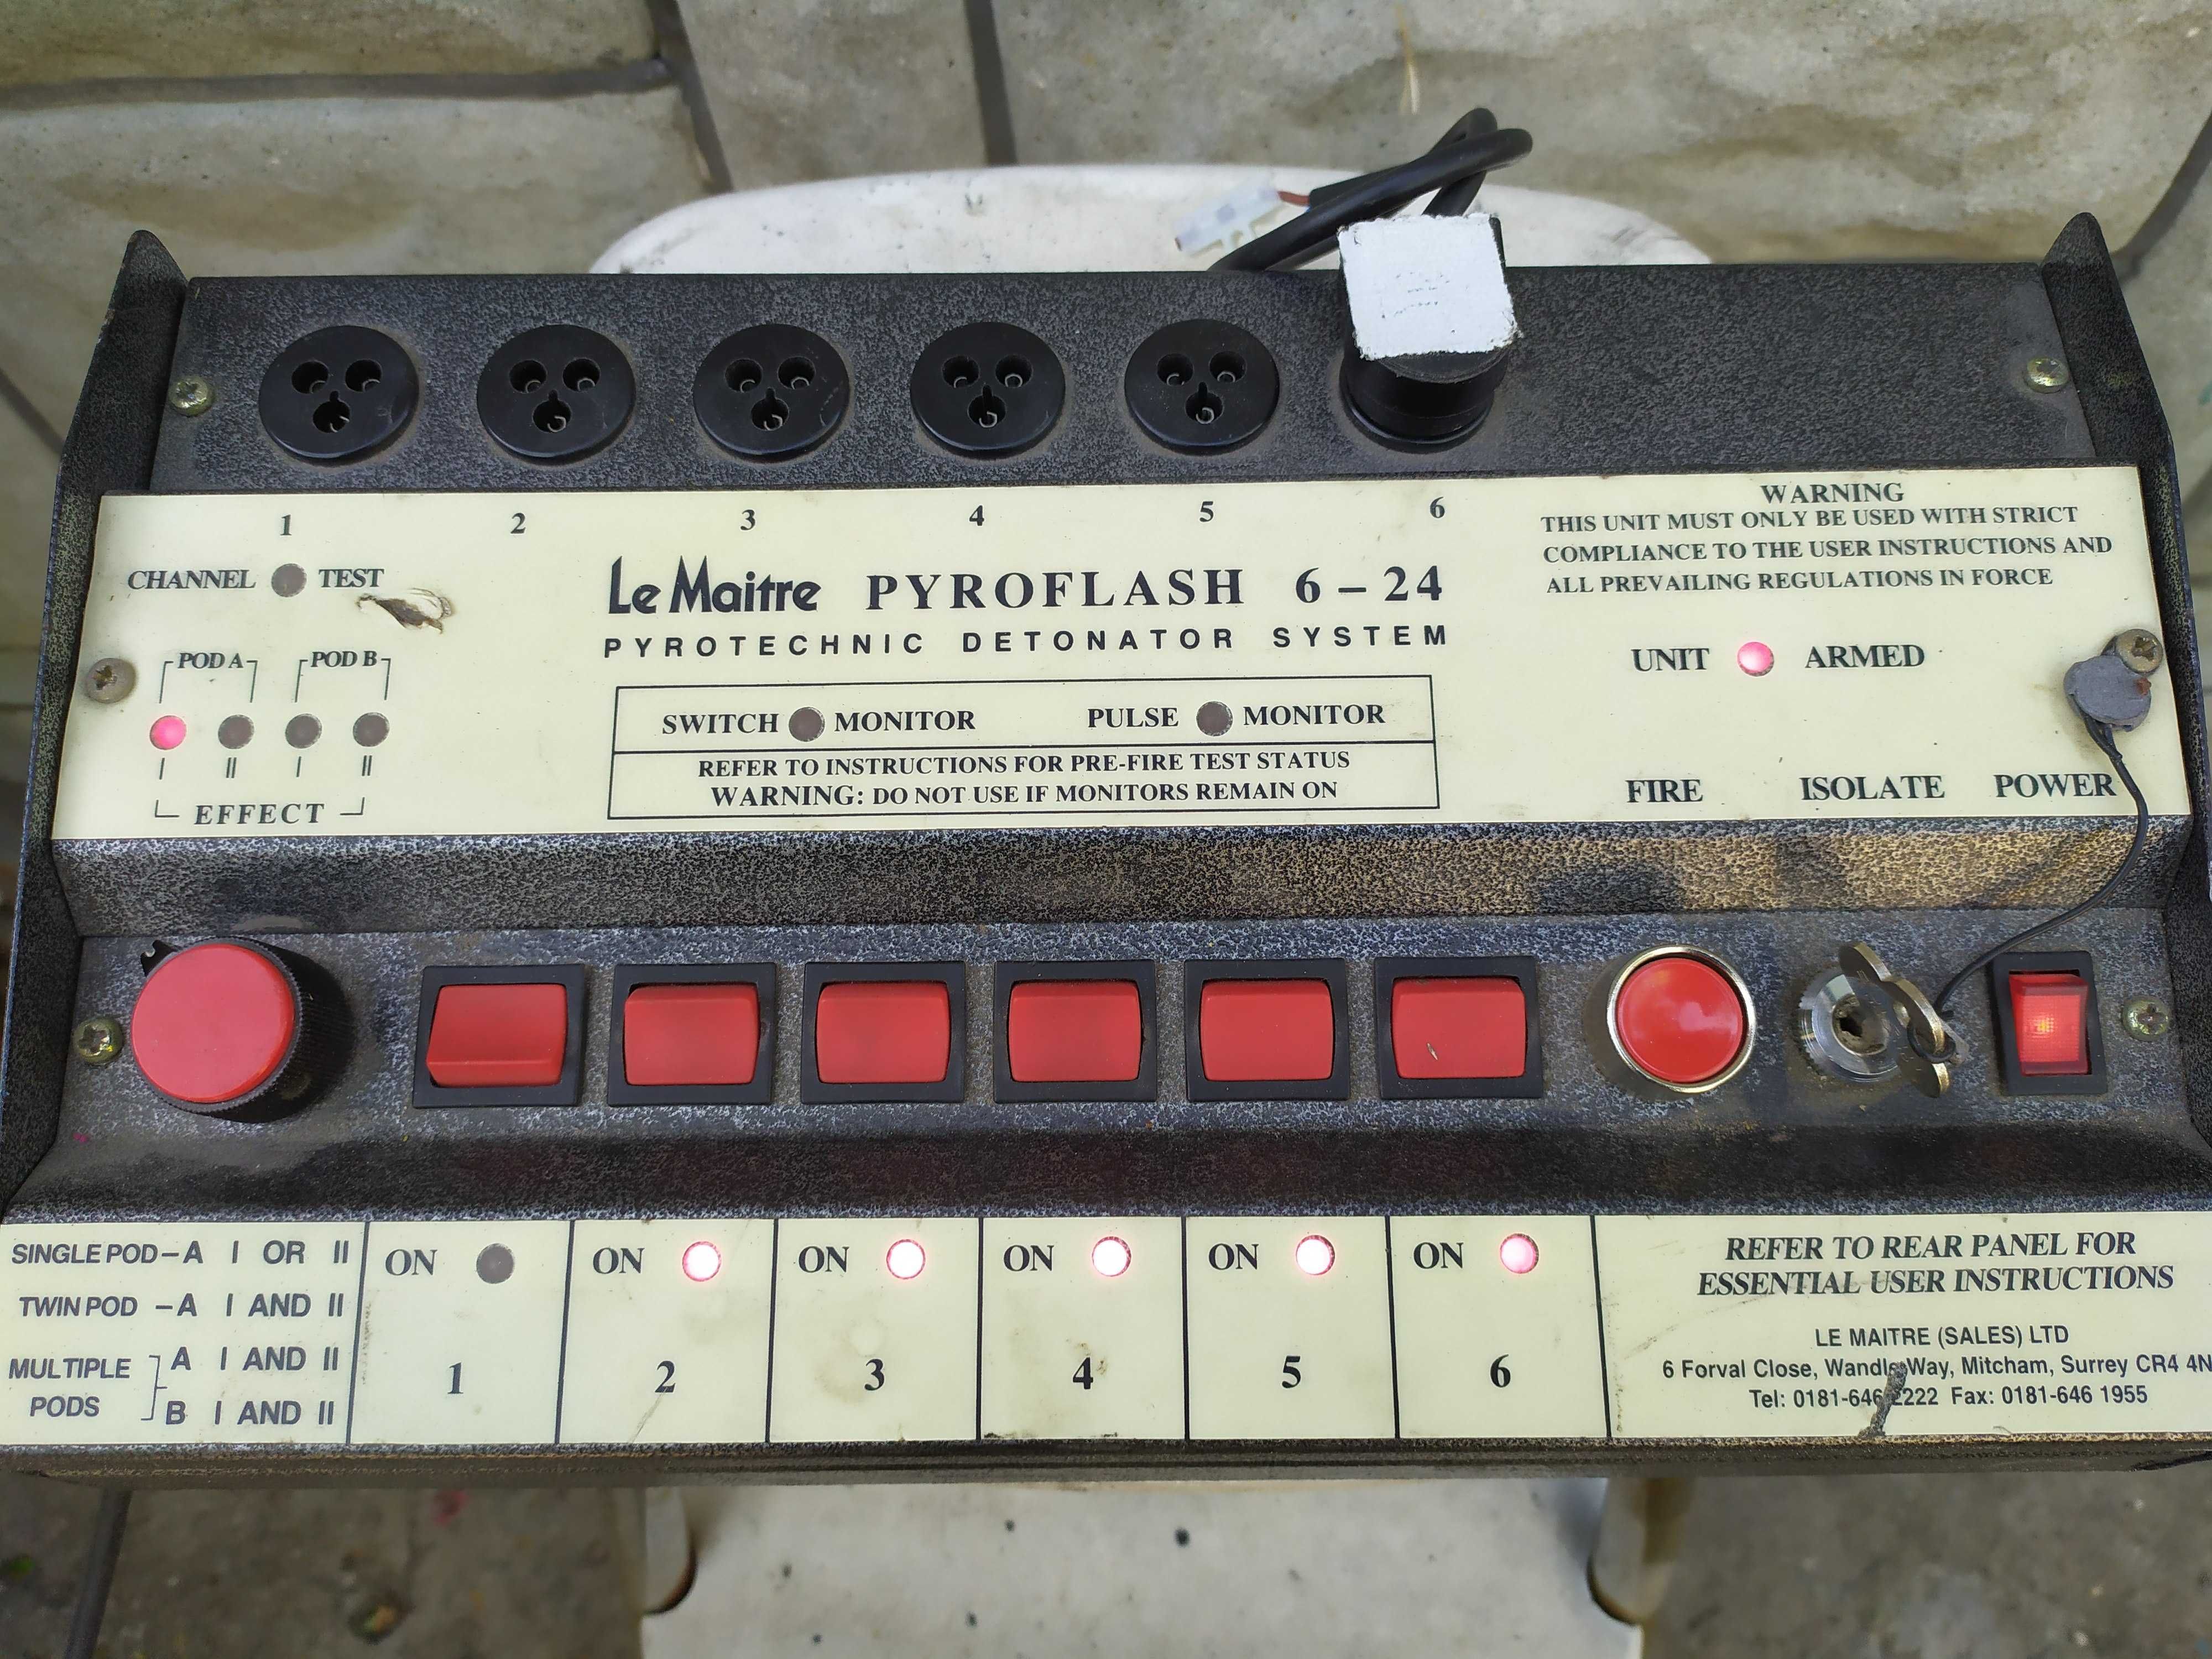 1 2 3 4 5 6
CHANNEL TEST
Le Maitre PYROFLASH 6 – 24
PYROTECHNIC DETONATOR SYSTEM
WARNING
THIS UNIT MUST ONLY BE USED WITH STRICT
COMPLIANCE TO THE USER INSTRUCTIONS AND
ALL PREVAILING REGULATIONS IN FORCE
POD A POD B
I II I II
EFFECT
SWITCH MONITOR PULSE MONITOR
REFER TO INSTRUCTIONS FOR PRE-FIRE TEST STATUS
WARNING: DO NOT USE IF MONITORS REMAIN ON
UNIT ARMED
FIRE ISOLATE POWER
SINGLE POD – A I OR II
TWIN POD – A I AND II
MULTIPLE PODS
A I AND II
B I AND II
ON ON ON ON ON ON
1 2 3 4 5 6
REFER TO REAR PANEL FOR
ESSENTIAL USER INSTRUCTIONS
LE MAITRE (SALES) LTD
6 Forval Close, Wandle Way, Mitcham, Surrey CR4 4N
Tel: 0181-646 2222 Fax: 0181-646 1955